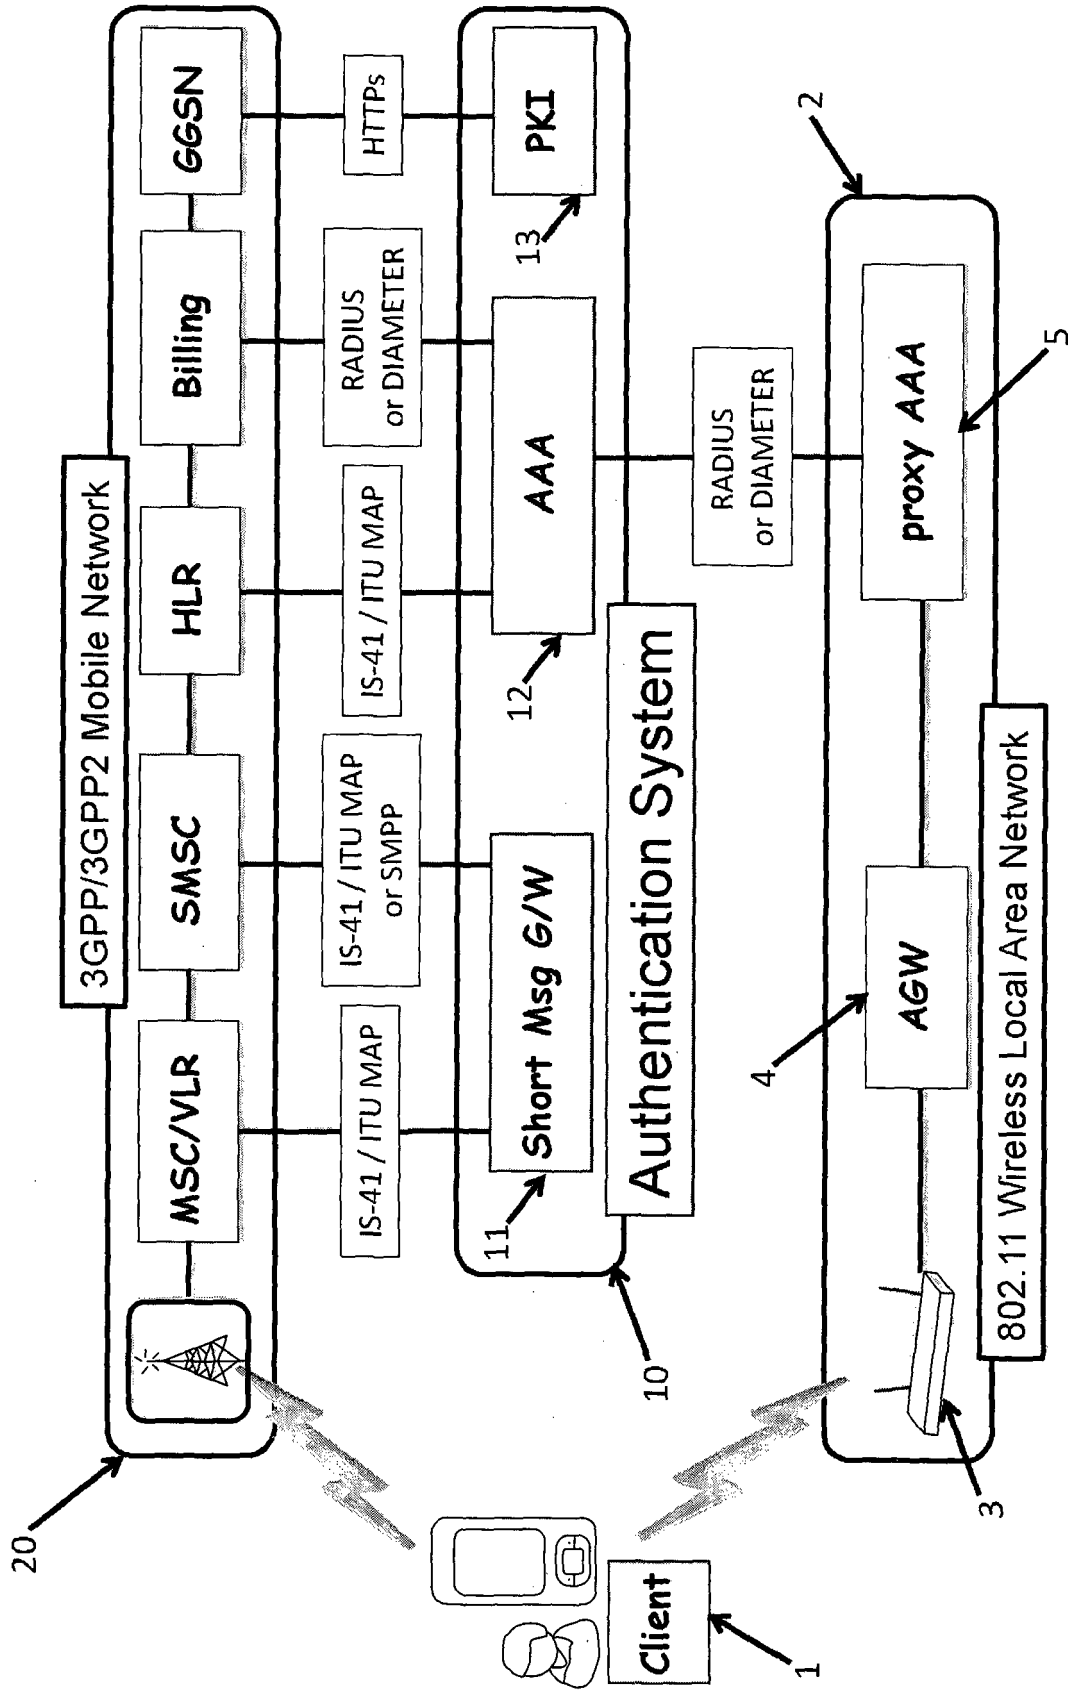 20
3GPP/3GPP2 Mobile Network
MSC/VLR
SMSC
HLR
Billing
GGSN
IS-41 / ITU MAP
IS-41 / ITU MAP
or SMPP
IS-41 / ITU MAP
RADIUS
or DIAMETER
HTTPs
11
Short Msg G/W
12
AAA
13
PKI
10
Authentication System
Client
1
RADIUS
or DIAMETER
2
4
AGW
proxy AAA
5
3
802.11 Wireless Local Area Network